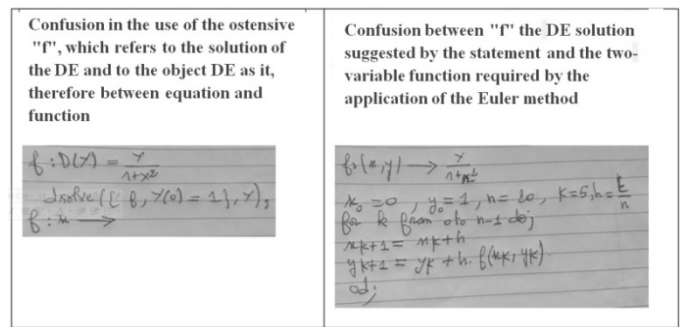 Confusion in the use of the ostensive
"f", which refers to the solution of
the DE and to the object DE as it,
therefore between equation and
function
f : D(Y) = y / 1+x²
dsolve({ f, Y(0) = 1}, Y);
f : x ⟶
Confusion between "f" the DE solution
suggested by the statement and the two-
variable function required by the
application of the Euler method
f:(x,y) ⟶ y / 1+x²
x₀ = 0, y₀ = 1, n = 20, K = 5, h = k/n
for k from 0 to n-1 do;
xk+1 = xk+h
yk+1 = yk + h. f(xk, yk)
od;